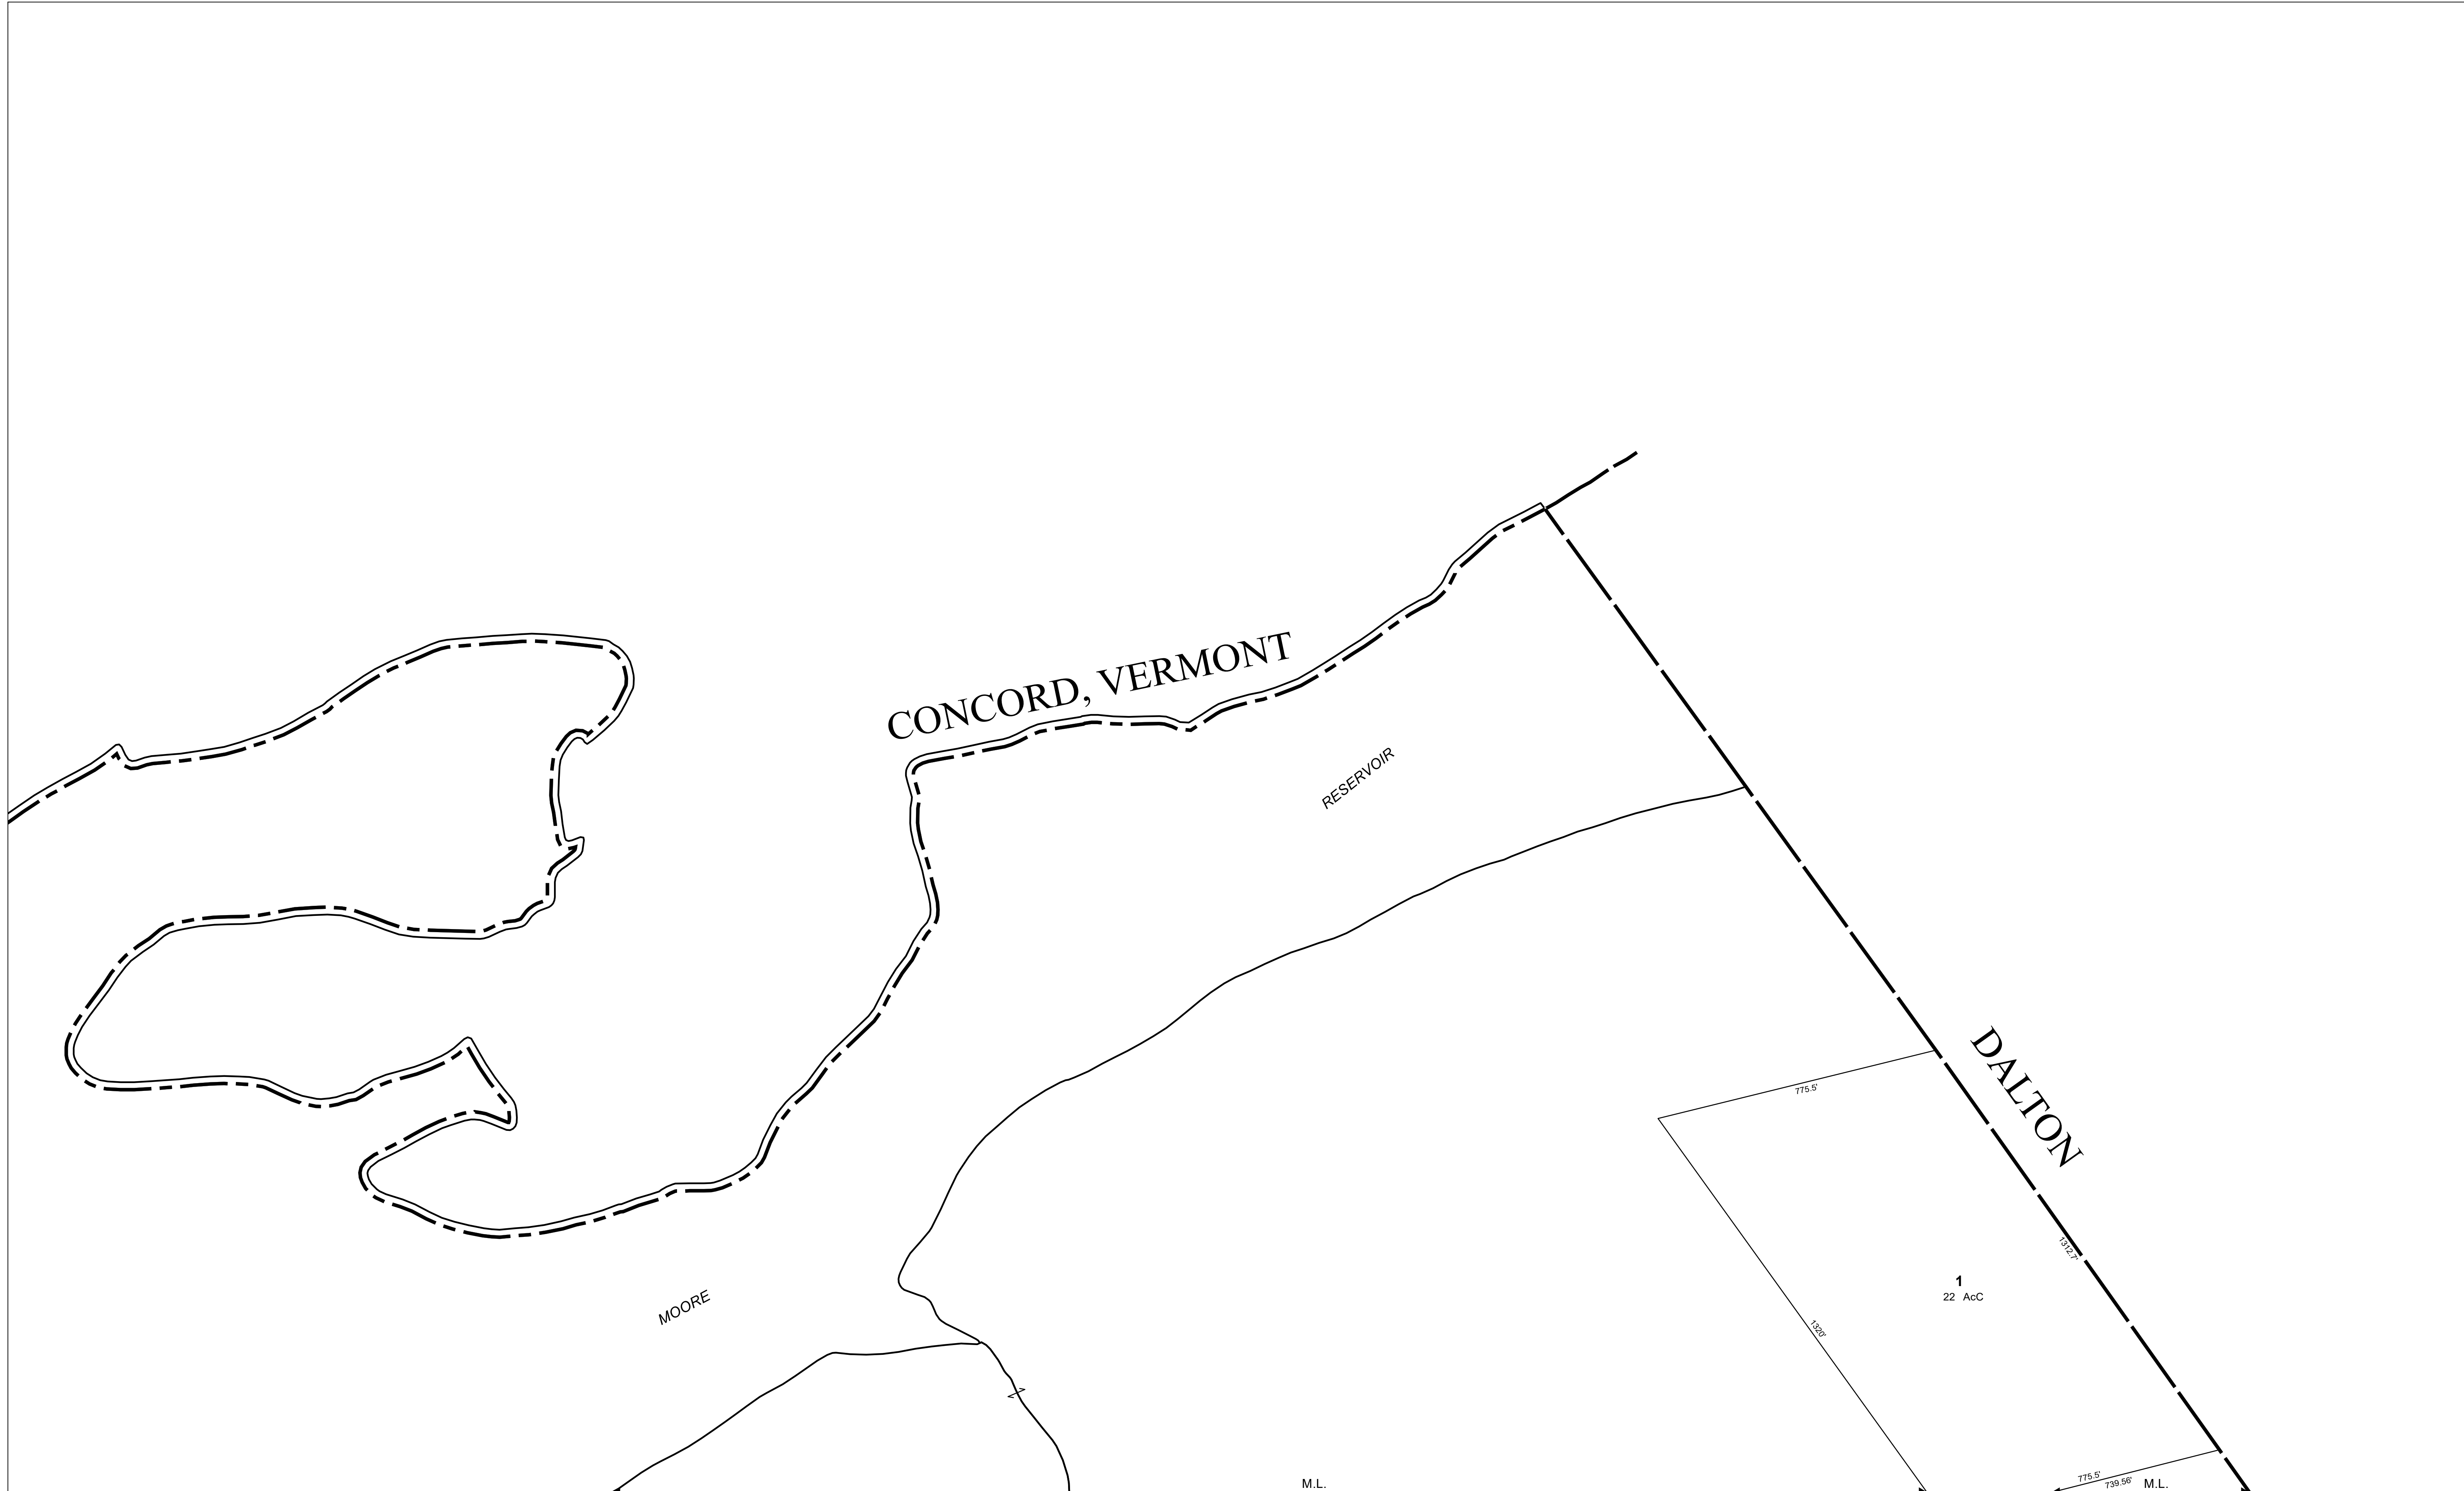 CONCORD, VERMONT
RESERVOIR
DALTON
775.5'
1312.7'
1
22 AcC
MOORE
1320'
775.5'
739.56'
M.L.
M.L.